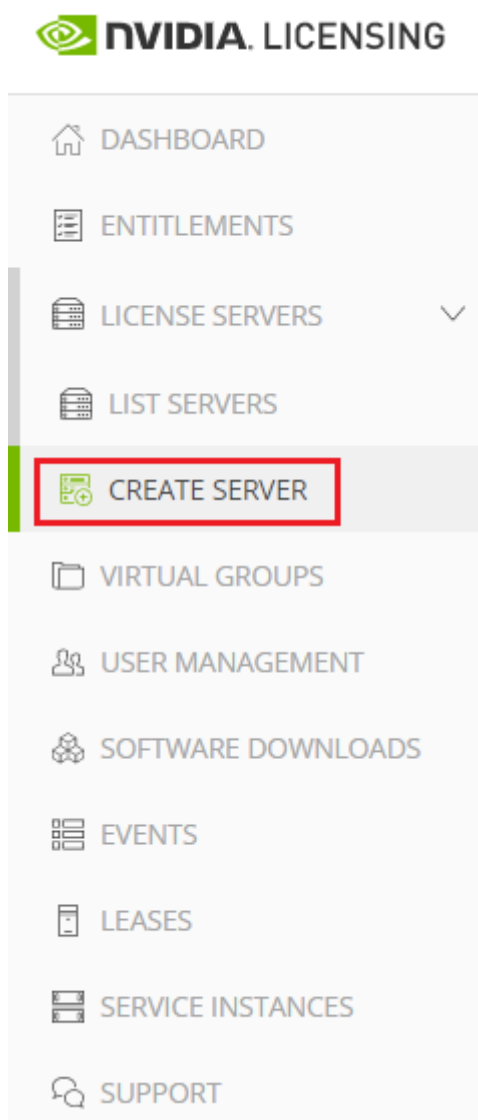 NVIDIA. LICENSING
DASHBOARD
ENTITLEMENTS
LICENSE SERVERS
LIST SERVERS
CREATE SERVER
VIRTUAL GROUPS
USER MANAGEMENT
SOFTWARE DOWNLOADS
EVENTS
LEASES
SERVICE INSTANCES
SUPPORT